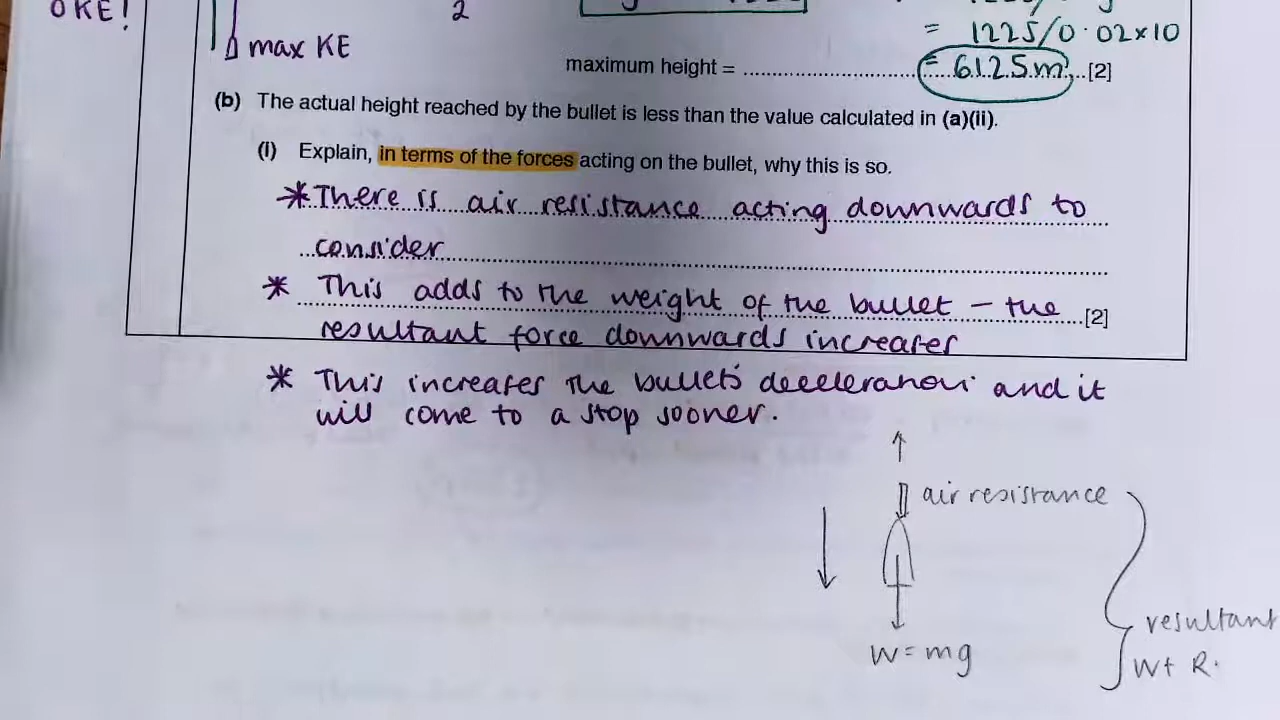 OKE!
2
= 1225/0.02×10
max KE
maximum height = = 6125m. [2]
(b) The actual height reached by the bullet is less than the value calculated in (a)(ii).
(i) Explain, in terms of the forces acting on the bullet, why this is so.
* There is air resistance acting downwards to
consider
* This adds to the weight of the bullet – the
[2]
resultant force downwards increases
* This increases the bullet's deceleration and it
will come to a stop sooner.
air resistance
resultant
W = mg
W + R.